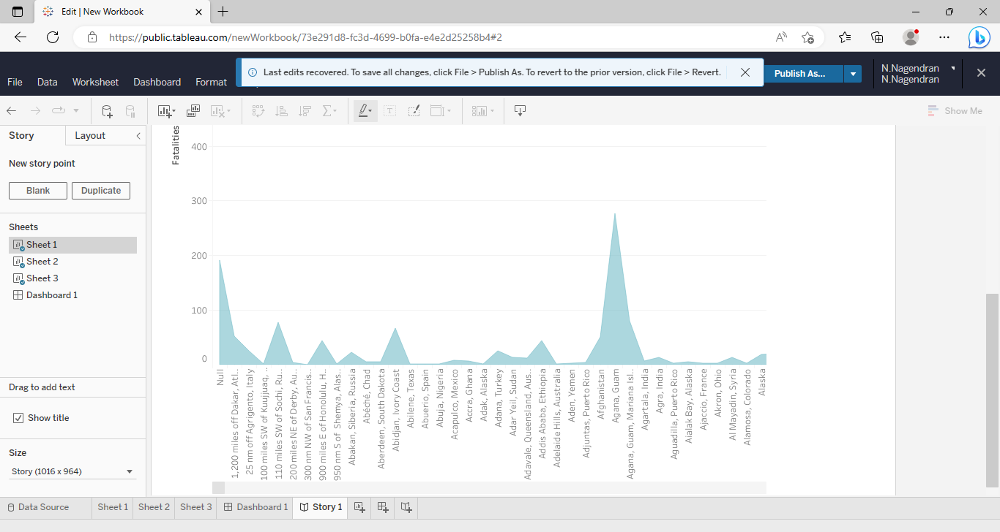 Edit | New Workbook
https://public.tableau.com/newWorkbook/73e291d8-fc3d-4699-b0fa-e4e2d25258b4#2
File
Data
Worksheet
Dashboard
Format
Last edits recovered. To save all changes, click File > Publish As. To revert to the prior version, click File > Revert.
Publish As...
N.Nagendran
N.Nagendran
Show Me
Story
Layout
New story point
Blank
Duplicate
Sheets
Sheet 1
Sheet 2
Sheet 3
Dashboard 1
Drag to add text
Show title
Size
Story (1016 x 964)
Fatalities
400
300
200
100
0
Null
1,200 miles off Dakar, Atl..
25 nm off Agrigento, Italy
100 miles SW of Kuujjuaq, ..
110 miles SW of Sochi, Ru..
200 miles NE of Derby, Au..
300 nm NW of San Francis..
900 miles E of Honolulu, H..
950 nm S of Shemya, Alas..
Abakan, Siberia, Russia
Abéché, Chad
Aberdeen, South Dakota
Abidjan, Ivory Coast
Abilene, Texas
Abuerio, Spain
Abuja, Nigeria
Acapulco, Mexico
Accra, Ghana
Adak, Alaska
Adana, Turkey
Adar Yeil, Sudan
Adavale, Queensland, Aus..
Addis Ababa, Ethiopia
Adelaide Hills, Australia
Aden, Yemen
Adjuntas, Puerto Rico
Afghanistan
Agana, Guam
Agana, Guam, Mariana Isl..
Agartala, India
Agra, India
Aguadilla, Puerto Rico
Aialak Bay, Alaska
Ajaccio, France
Akron, Ohio
Al Mayadin, Syria
Alamosa, Colorado
Alaska
Data Source
Sheet 1
Sheet 2
Sheet 3
Dashboard 1
Story 1